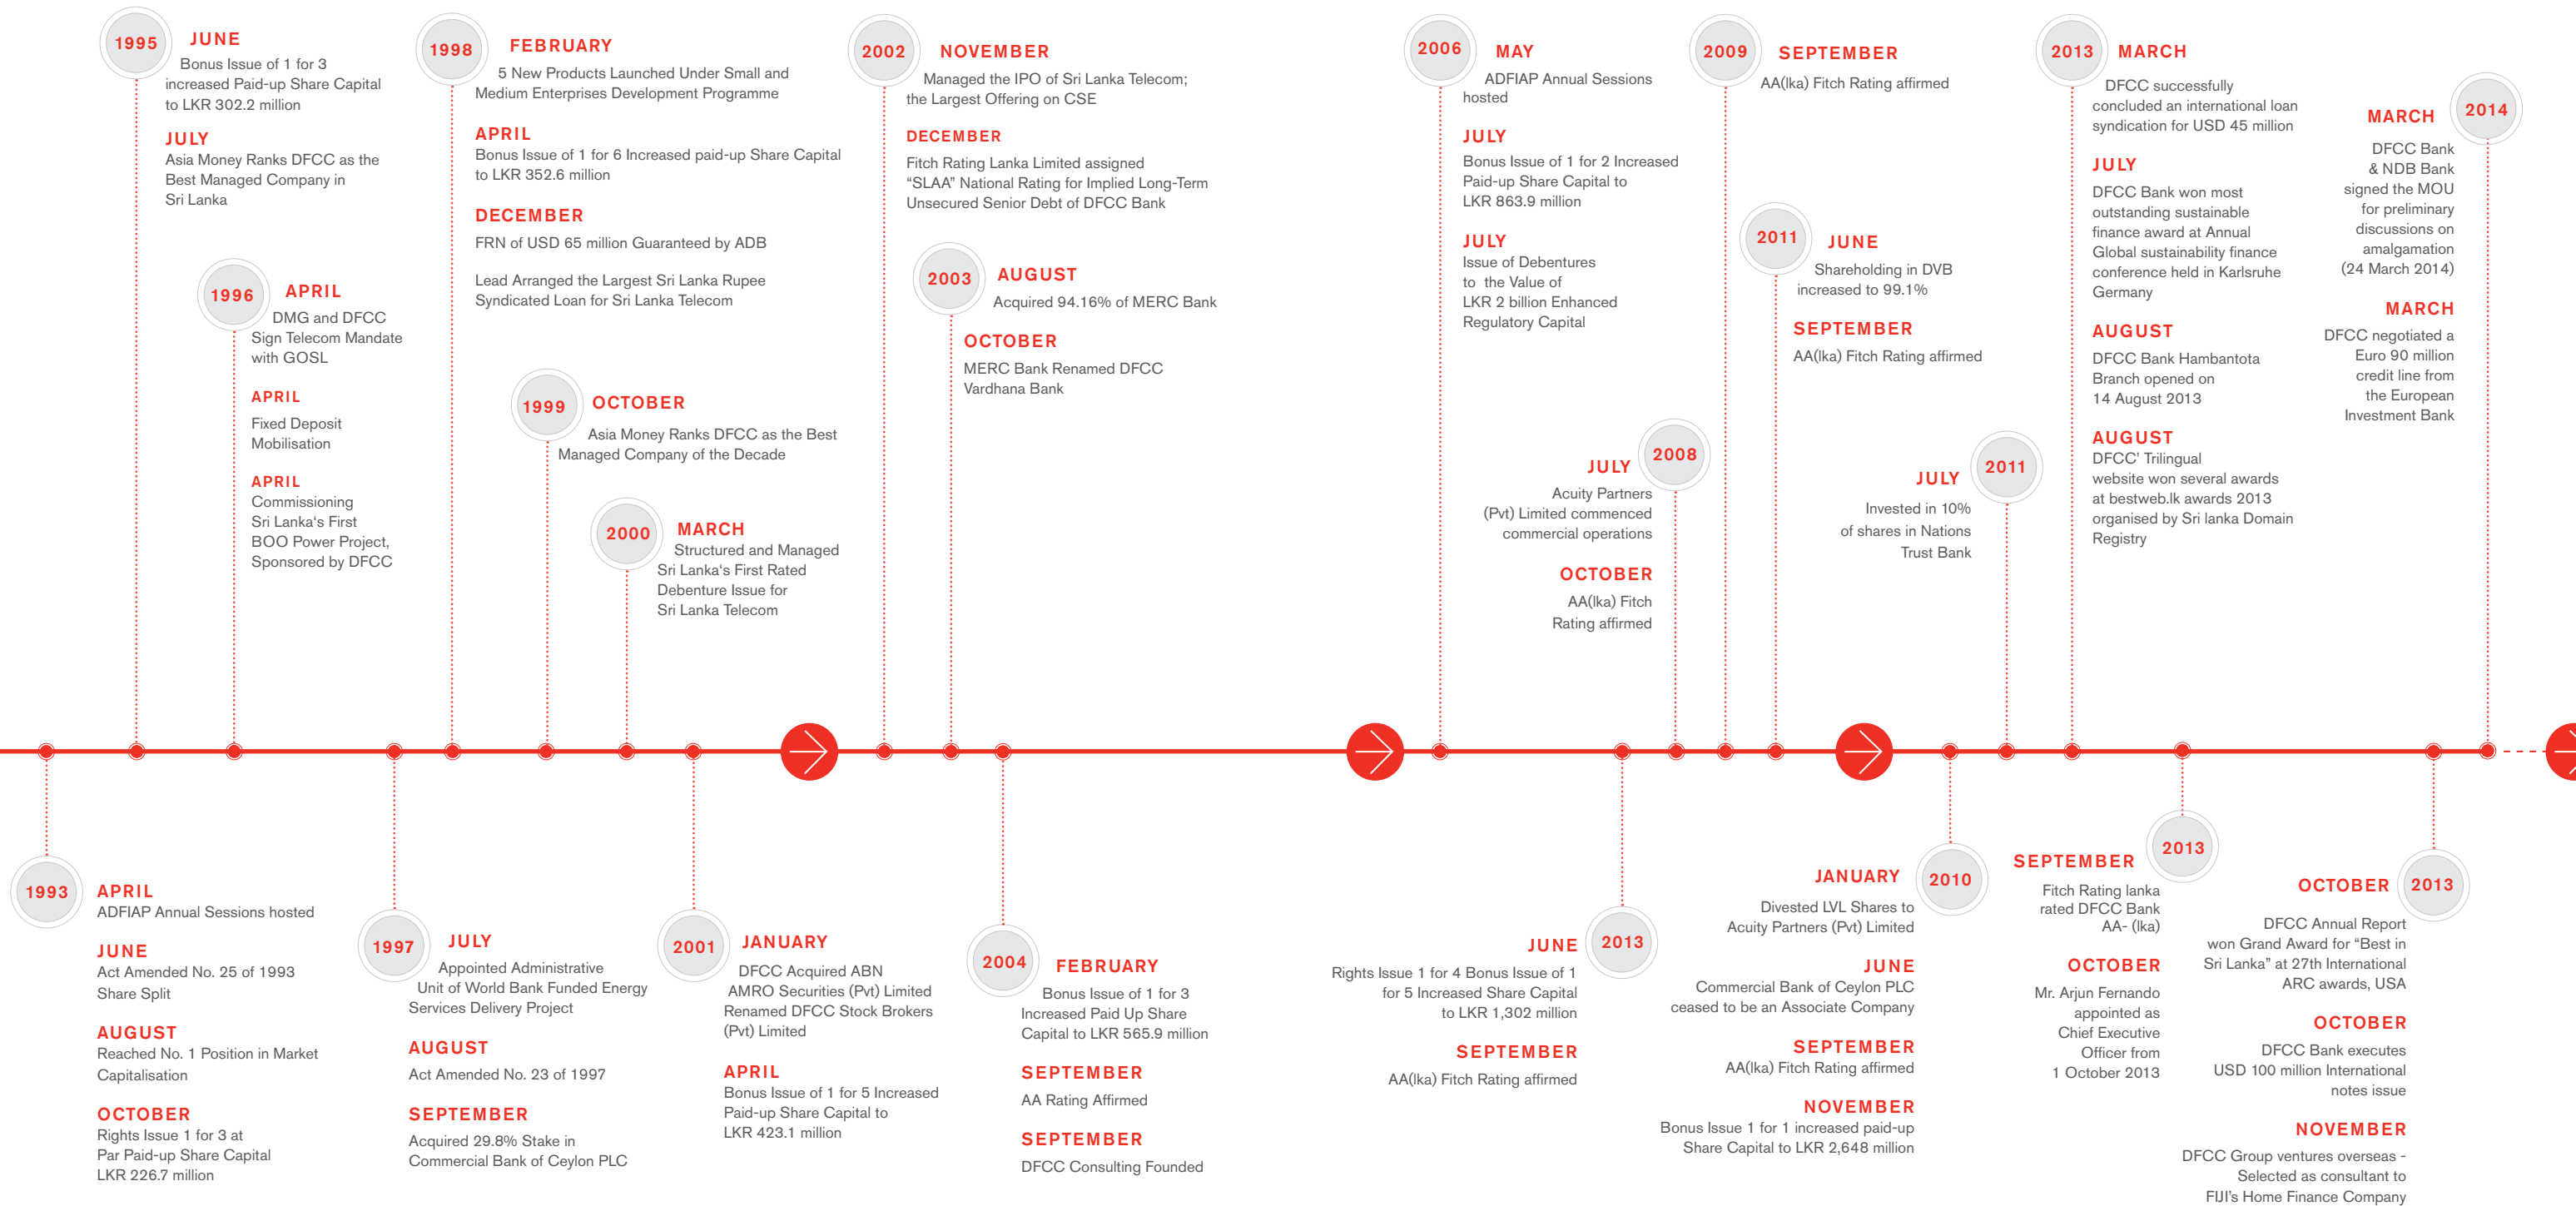 1995
JUNE
Bonus Issue of 1 for 3
increased Paid-up Share Capital
to LKR 302.2 million
JULY
Asia Money Ranks DFCC as the
Best Managed Company in
Sri Lanka
1996
APRIL
DMG and DFCC
Sign Telecom Mandate
with GOSL
APRIL
Fixed Deposit
Mobilisation
APRIL
Commissioning
Sri Lanka‘s First
BOO Power Project,
Sponsored by DFCC
1998
FEBRUARY
5 New Products Launched Under Small and
Medium Enterprises Development Programme
APRIL
Bonus Issue of 1 for 6 Increased paid-up Share Capital
to LKR 352.6 million
DECEMBER
FRN of USD 65 million Guaranteed by ADB
Lead Arranged the Largest Sri Lanka Rupee
Syndicated Loan for Sri Lanka Telecom
1999
OCTOBER
Asia Money Ranks DFCC as the Best
Managed Company of the Decade
2000
MARCH
Structured and Managed
Sri Lanka‘s First Rated
Debenture Issue for
Sri Lanka Telecom
2002
NOVEMBER
Managed the IPO of Sri Lanka Telecom;
the Largest Offering on CSE
DECEMBER
Fitch Rating Lanka Limited assigned
“SLAA” National Rating for Implied Long-Term
Unsecured Senior Debt of DFCC Bank
2003
AUGUST
Acquired 94.16% of MERC Bank
OCTOBER
MERC Bank Renamed DFCC
Vardhana Bank
2006
MAY
ADFIAP Annual Sessions
hosted
JULY
Bonus Issue of 1 for 2 Increased
Paid-up Share Capital to
LKR 863.9 million
JULY
Issue of Debentures
to the Value of
LKR 2 billion Enhanced
Regulatory Capital
2008
JULY
Acuity Partners
(Pvt) Limited commenced
commercial operations
OCTOBER
AA(lka) Fitch
Rating affirmed
2009
SEPTEMBER
AA(lka) Fitch Rating affirmed
2011
JUNE
Shareholding in DVB
increased to 99.1%
SEPTEMBER
AA(lka) Fitch Rating affirmed
2011
JULY
Invested in 10%
of shares in Nations
Trust Bank
2013
MARCH
DFCC successfully
concluded an international loan
syndication for USD 45 million
JULY
DFCC Bank won most
outstanding sustainable
finance award at Annual
Global sustainability finance
conference held in Karlsruhe
Germany
AUGUST
DFCC Bank Hambantota
Branch opened on
14 August 2013
AUGUST
DFCC’ Trilingual
website won several awards
at bestweb.lk awards 2013
organised by Sri lanka Domain
Registry
2014
MARCH
DFCC Bank
& NDB Bank
signed the MOU
for preliminary
discussions on
amalgamation
(24 March 2014)
MARCH
DFCC negotiated a
Euro 90 million
credit line from
the European
Investment Bank
1993
APRIL
ADFIAP Annual Sessions hosted
JUNE
Act Amended No. 25 of 1993
Share Split
AUGUST
Reached No. 1 Position in Market
Capitalisation
OCTOBER
Rights Issue 1 for 3 at
Par Paid-up Share Capital
LKR 226.7 million
1997
JULY
Appointed Administrative
Unit of World Bank Funded Energy
Services Delivery Project
AUGUST
Act Amended No. 23 of 1997
SEPTEMBER
Acquired 29.8% Stake in
Commercial Bank of Ceylon PLC
2001
JANUARY
DFCC Acquired ABN
AMRO Securities (Pvt) Limited
Renamed DFCC Stock Brokers
(Pvt) Limited
APRIL
Bonus Issue of 1 for 5 Increased
Paid-up Share Capital to
LKR 423.1 million
2004
FEBRUARY
Bonus Issue of 1 for 3
Increased Paid Up Share
Capital to LKR 565.9 million
SEPTEMBER
AA Rating Affirmed
SEPTEMBER
DFCC Consulting Founded
2013
JUNE
Rights Issue 1 for 4 Bonus Issue of 1
for 5 Increased Share Capital
to LKR 1,302 million
SEPTEMBER
AA(lka) Fitch Rating affirmed
2010
JANUARY
Divested LVL Shares to
Acuity Partners (Pvt) Limited
JUNE
Commercial Bank of Ceylon PLC
ceased to be an Associate Company
SEPTEMBER
AA(lka) Fitch Rating affirmed
NOVEMBER
Bonus Issue 1 for 1 increased paid-up
Share Capital to LKR 2,648 million
2013
SEPTEMBER
Fitch Rating lanka
rated DFCC Bank
AA- (lka)
OCTOBER
Mr. Arjun Fernando
appointed as
Chief Executive
Officer from
1 October 2013
2013
OCTOBER
DFCC Annual Report
won Grand Award for “Best in
Sri Lanka” at 27th International
ARC awards, USA
OCTOBER
DFCC Bank executes
USD 100 million International
notes issue
NOVEMBER
DFCC Group ventures overseas -
Selected as consultant to
FIJI’s Home Finance Company